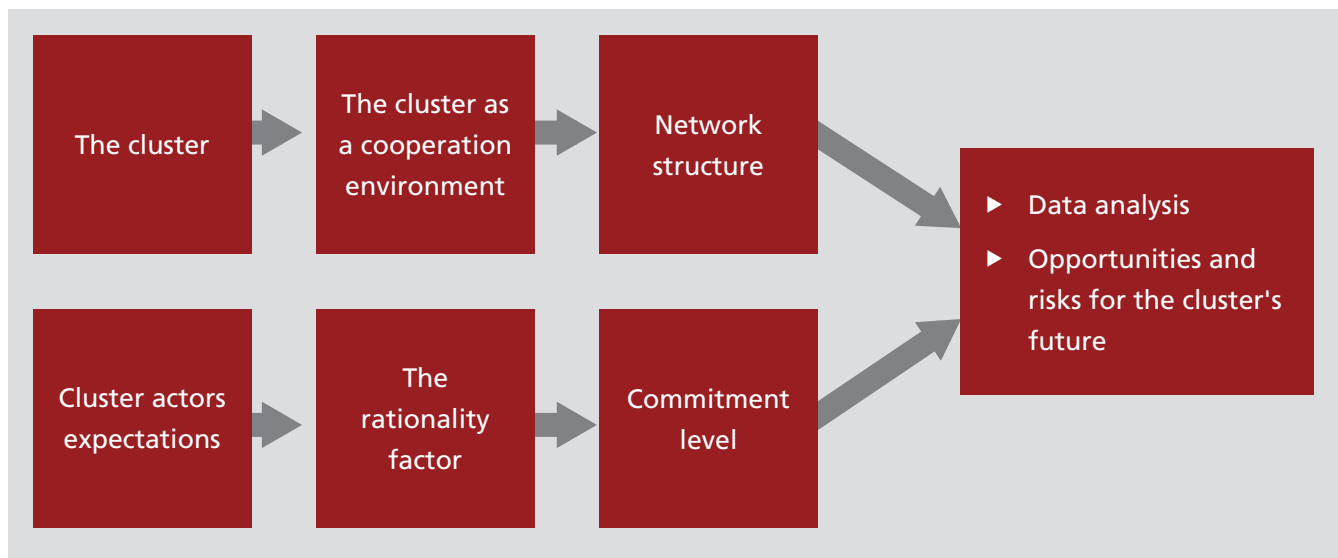 The cluster
The cluster as
a cooperation
environment
Network
structure
▶ Data analysis
▶ Opportunities and
risks for the cluster's
future
Cluster actors
expectations
The
rationality
factor
Commitment
level